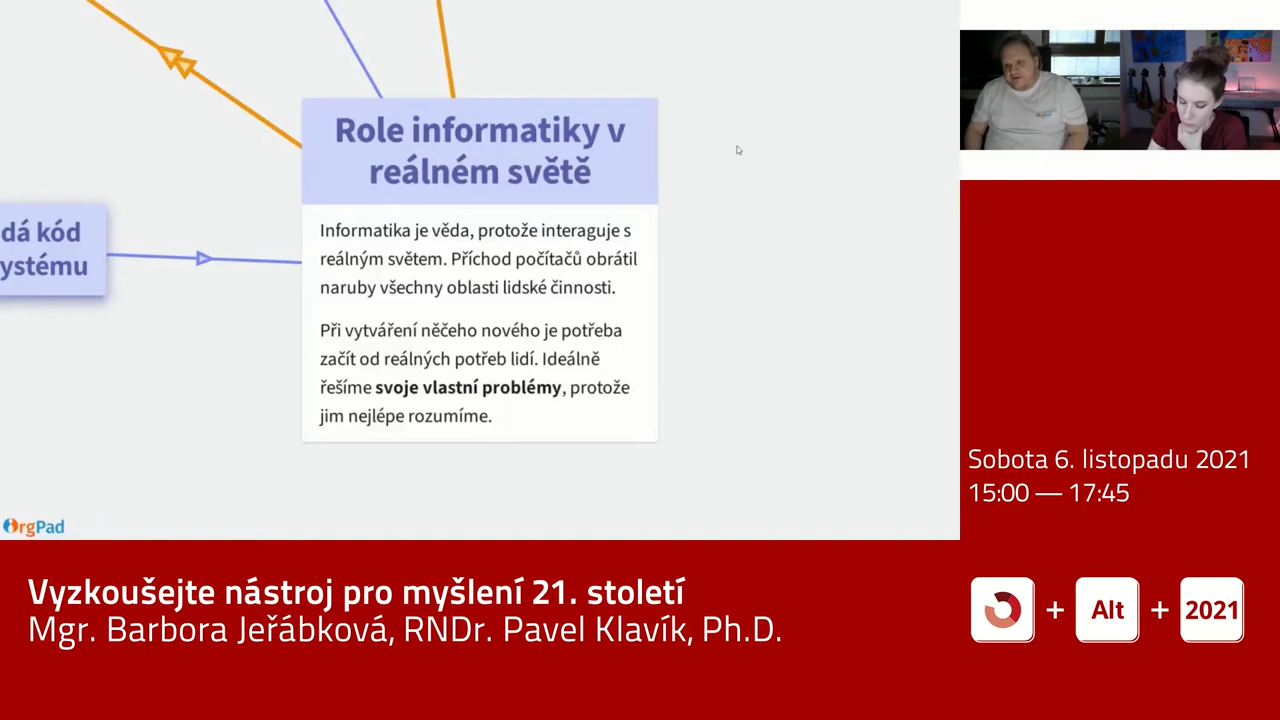 Role informatiky v
reálném světě
dá kód
ystému
Informatika je věda, protože interaguje s
reálným světem. Příchod počítačů obrátil
naruby všechny oblasti lidské činnosti.
Při vytváření něčeho nového je potřeba
začít od reálných potřeb lidí. Ideálně
řešíme svoje vlastní problémy, protože
jim nejlépe rozumíme.
OrgPad
Sobota 6. listopadu 2021
15:00 — 17:45
Vyzkoušejte nástroj pro myšlení 21. století
Mgr. Barbora Jeřábková, RNDr. Pavel Klavík, Ph.D.
+ Alt + 2021